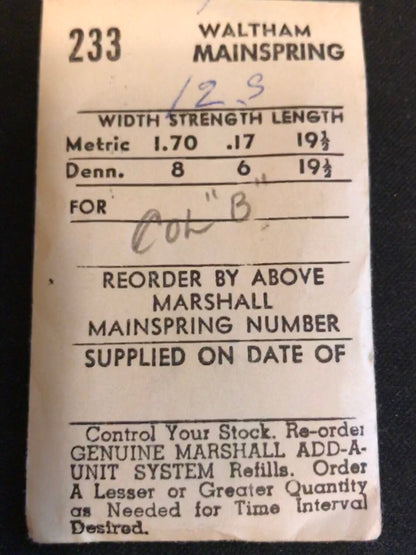 233 WALTHAM
MAINSPRING
12 S
WIDTH STRENGTH LENGTH
Metric 1.70 .17 19½
Denn. 8 6 19½
FOR
Col "B"
REORDER BY ABOVE
MARSHALL
MAINSPRING NUMBER
SUPPLIED ON DATE OF
Control Your Stock. Re-order
GENUINE MARSHALL ADD-A-
UNIT SYSTEM Refills. Order
A Lesser or Greater Quantity
as Needed for Time Interval
Desired.